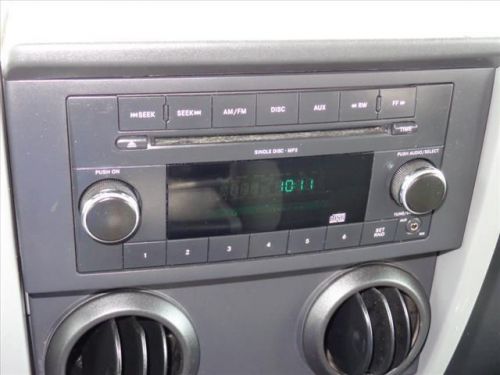 SEEK SEEK AM/FM DISC AUX RW FF
SINGLE DISC - MP3 TIME
PUSH ON PUSH AUDIO/SELECT
1011
1 2 3 4 5 6 SET
RAD